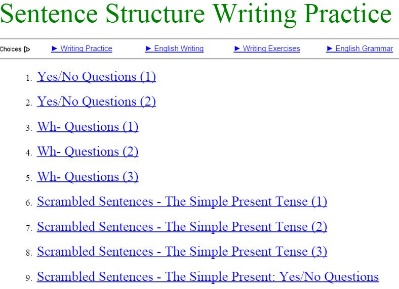 Sentence Structure Writing Practice
Choices ▷ ► Writing Practice ► English Writing ► Writing Exercises ► English Grammar
1. Yes/No Questions (1)
2. Yes/No Questions (2)
3. Wh- Questions (1)
4. Wh- Questions (2)
5. Wh- Questions (3)
6. Scrambled Sentences - The Simple Present Tense (1)
7. Scrambled Sentences - The Simple Present Tense (2)
8. Scrambled Sentences - The Simple Present Tense (3)
9. Scrambled Sentences - The Simple Present: Yes/No Questions